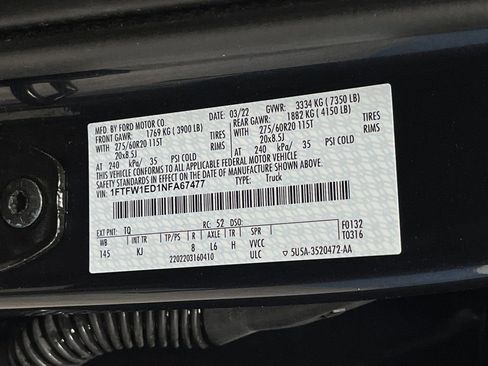 MFD. BY FORD MOTOR CO.
DATE: 03/22 GVWR: 3334 KG (7350 LB)
FRONT GAWR: 1769 KG (3900 LB) REAR GAWR: 1882 KG (4150 LB)
WITH 275/60R20 115T TIRES WITH 275/60R20 115T TIRES
20x8.5J RIMS 20x8.5J RIMS
AT 240 kPa/ 35 PSI COLD AT 240 kPa/ 35 PSI COLD
THIS VEHICLE CONFORMS TO ALL APPLICABLE FEDERAL MOTOR VEHICLE
SAFETY STANDARDS IN EFFECT ON THE DATE OF MANUFACTURE SHOWN ABOVE.
VIN: 1FTFW1ED1NFA67477 TYPE: Truck
EXT PNT: TQ RC: 52 DSO: F0132
WB INT TR TP/PS R AXLE TR SPR T0316
145 KJ 8 L6 H VVCC
2202203160410 ULC ▽ 5U5A-3520472-AA